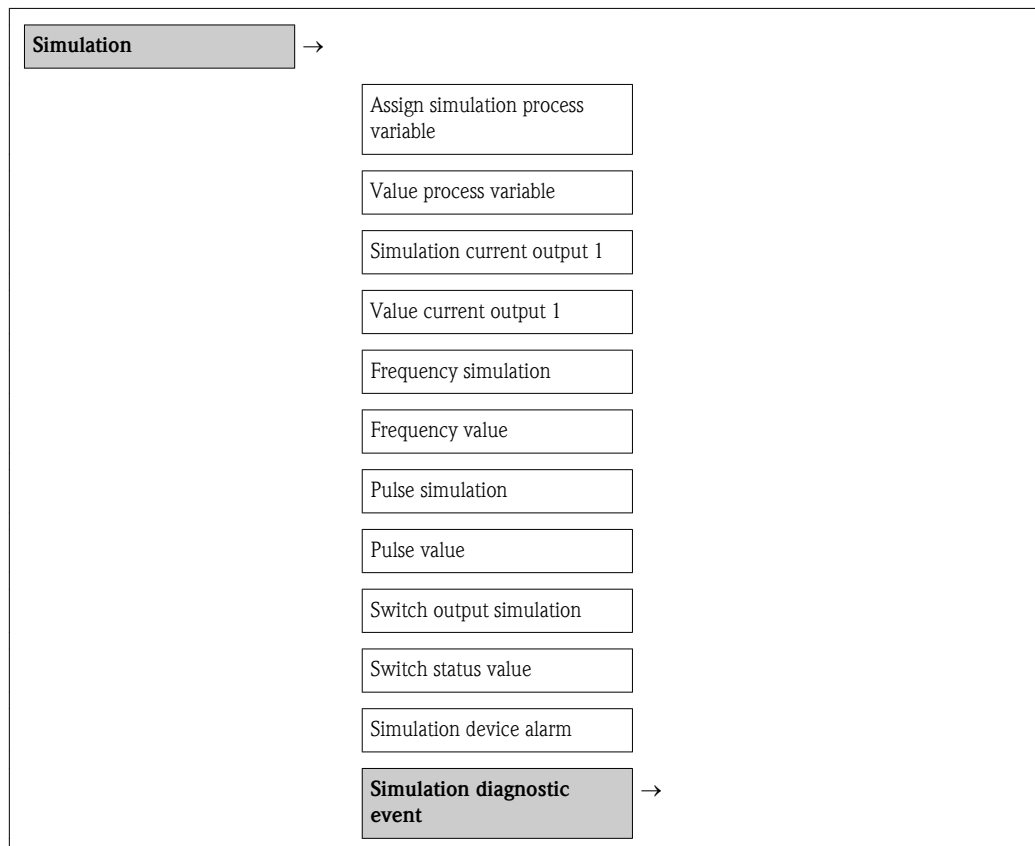 Simulation →
Assign simulation process
variable
Value process variable
Simulation current output 1
Value current output 1
Frequency simulation
Frequency value
Pulse simulation
Pulse value
Switch output simulation
Switch status value
Simulation device alarm
Simulation diagnostic →
event